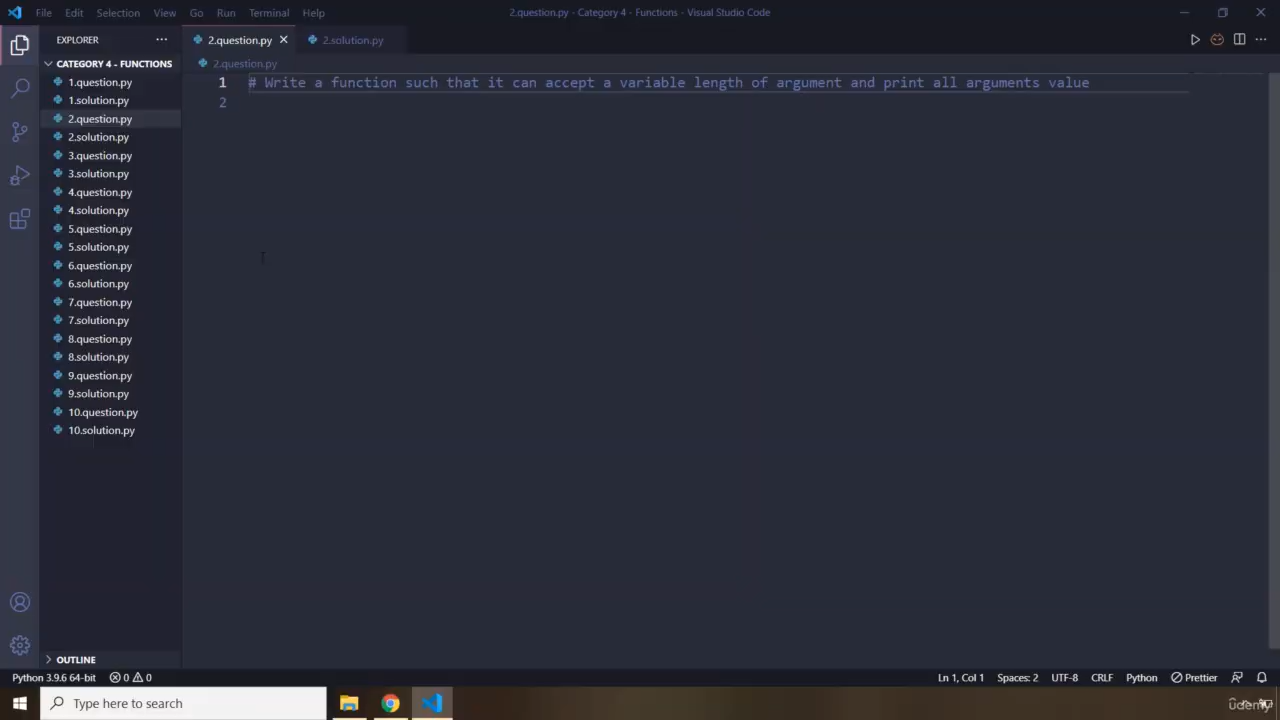 File Edit Selection View Go Run Terminal Help
2.question.py - Category 4 - Functions - Visual Studio Code
EXPLORER
2.question.py
2.solution.py
CATEGORY 4 - FUNCTIONS
2.question.py
1.question.py
1.solution.py
2.question.py
2.solution.py
3.question.py
3.solution.py
4.question.py
4.solution.py
5.question.py
5.solution.py
6.question.py
6.solution.py
7.question.py
7.solution.py
8.question.py
8.solution.py
9.question.py
9.solution.py
10.question.py
10.solution.py
1 # Write a function such that it can accept a variable length of argument and print all arguments value
2
OUTLINE
Python 3.9.6 64-bit 0 0 Ln 1, Col 1 Spaces: 2 UTF-8 CRLF Python Prettier
Type here to search
udemy